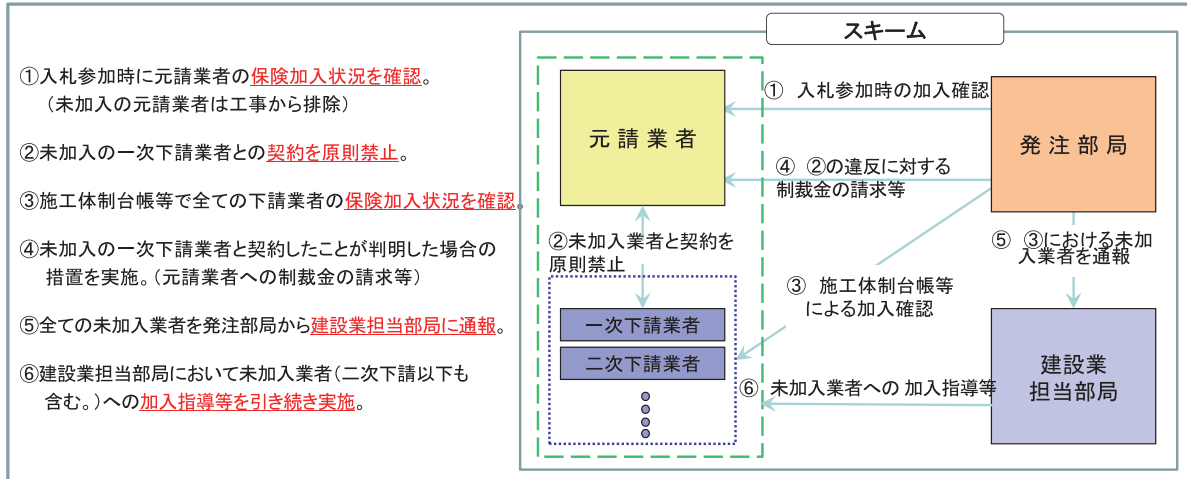 スキーム
①入札参加時に元請業者の保険加入状況を確認。
（未加入の元請業者は工事から排除）
②未加入の一次下請業者との契約を原則禁止。
③施工体制台帳等で全ての下請業者の保険加入状況を確認。
④未加入の一次下請業者と契約したことが判明した場合の
措置を実施。（元請業者への制裁金の請求等）
⑤全ての未加入業者を発注部局から建設業担当部局に通報。
⑥建設業担当部局において未加入業者（二次下請以下も
含む。）への加入指導等を引き続き実施。
元請業者
① 入札参加時の加入確認
発注部局
④ ②の違反に対する
制裁金の請求等
②未加入業者と契約を
原則禁止
⑤ ③における未加
入業者を通報
③ 施工体制台帳等
による加入確認
一次下請業者
二次下請業者
⑥ 未加入業者への 加入指導等
建設業
担当部局